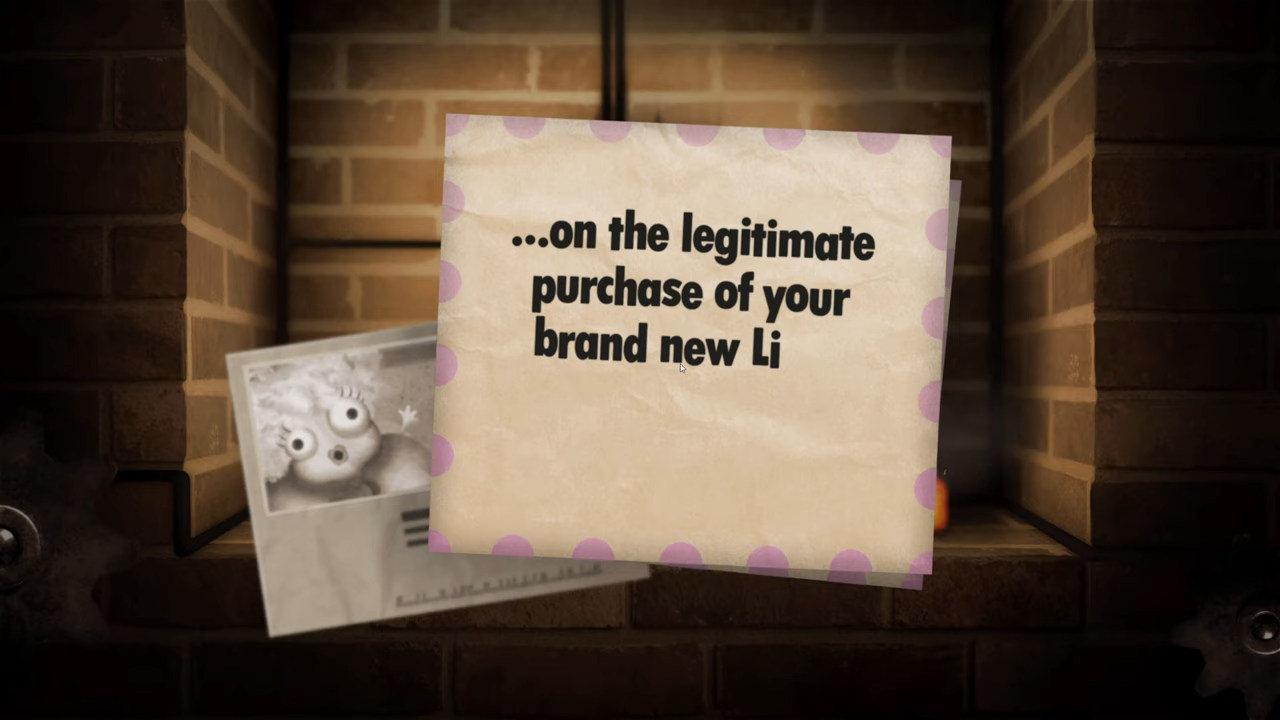 ...on the legitimate
purchase of your
brand new Li